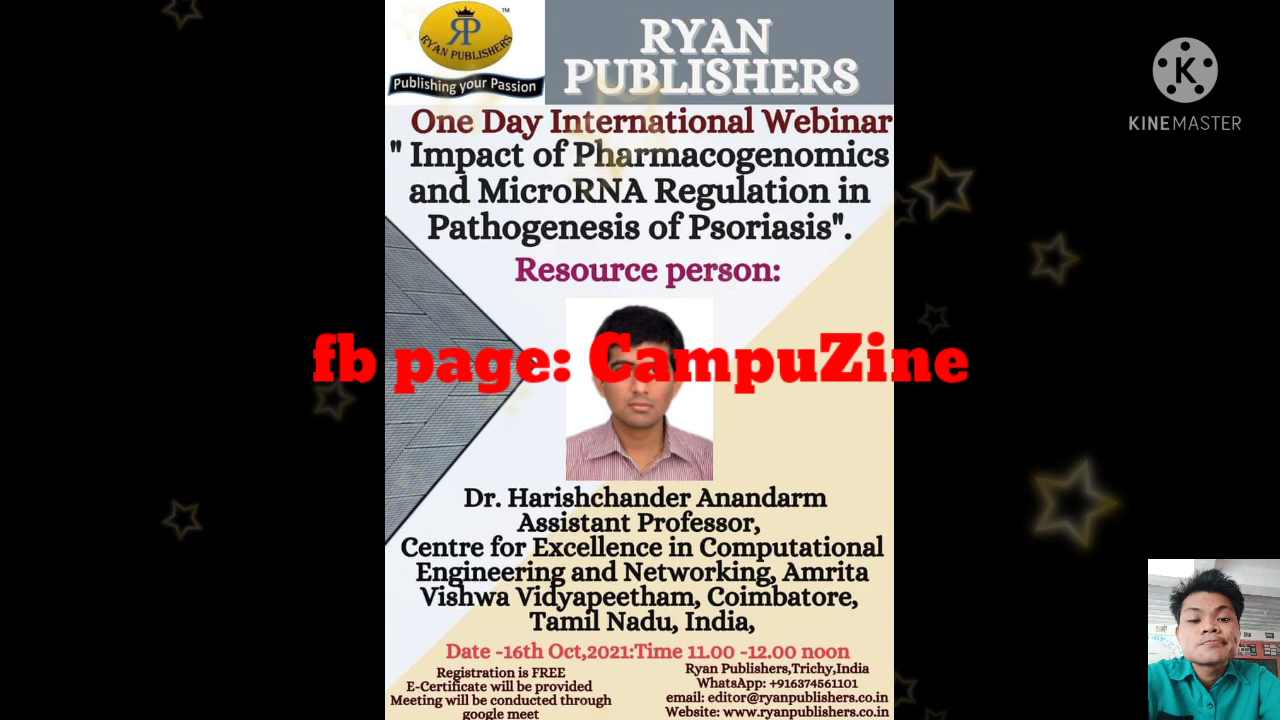 RP
TM
RYAN PUBLISHERS
Publishing your Passion
RYAN
PUBLISHERS
K
KINEMASTER
One Day International Webinar
" Impact of Pharmacogenomics
and MicroRNA Regulation in
Pathogenesis of Psoriasis".
Resource person:
fb page: CampuZine
Dr. Harishchander Anandarm
Assistant Professor,
Centre for Excellence in Computational
Engineering and Networking, Amrita
Vishwa Vidyapeetham, Coimbatore,
Tamil Nadu, India,
Date -16th Oct,2021:Time 11.00 -12.00 noon
Registration is FREE
E-Certificate will be provided
Meeting will be conducted through
google meet
Ryan Publishers,Trichy,India
WhatsApp: +916374561101
email: editor@ryanpublishers.co.in
Website: www.ryanpublishers.co.in